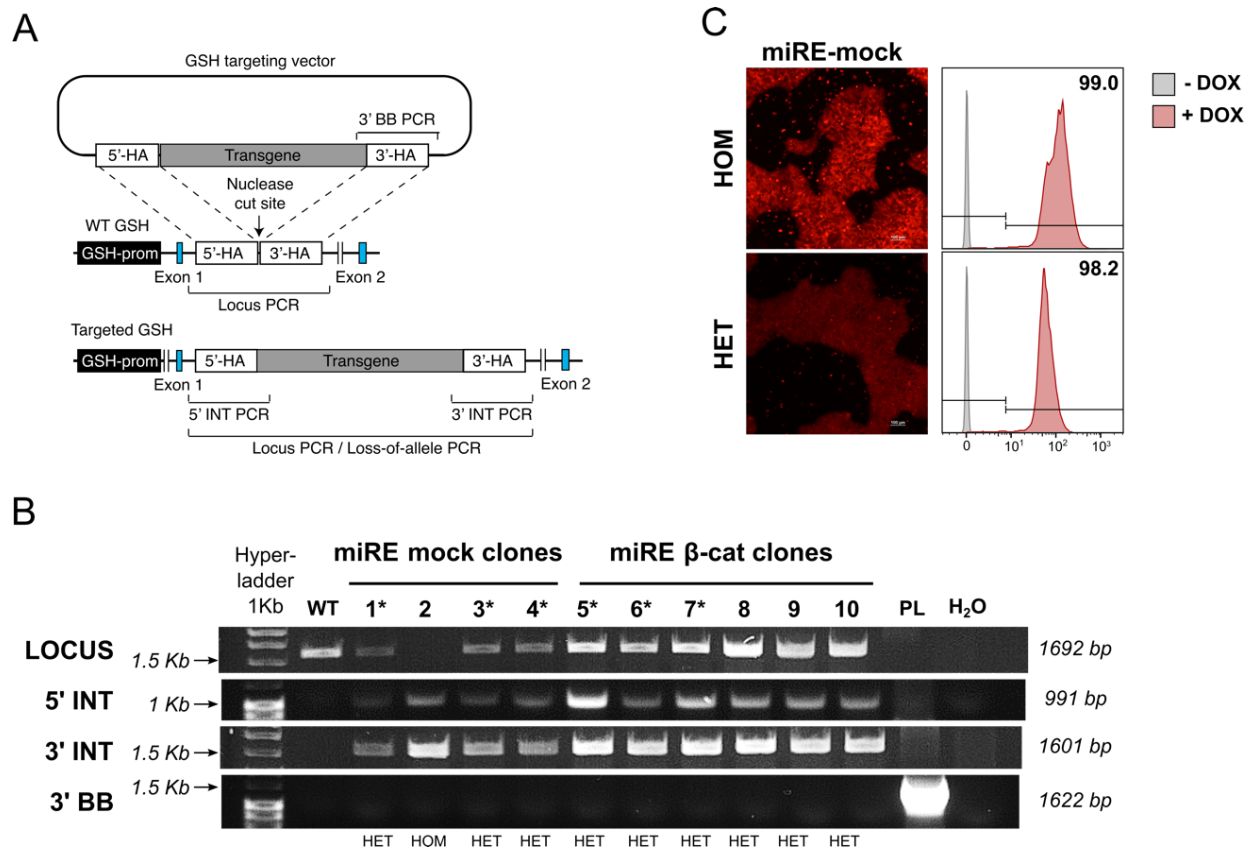 A
GSH targeting vector
3' BB PCR
5'-HA
Transgene
3'-HA
Nuclease
cut site
WT GSH
GSH-prom
5'-HA
3'-HA
Exon 1
Exon 2
Locus PCR
Targeted GSH
GSH-prom
5'-HA
Transgene
3'-HA
Exon 1
Exon 2
5' INT PCR
3' INT PCR
Locus PCR / Loss-of-allele PCR
C
miRE-mock
HOM
99.0
- DOX
+ DOX
HET
98.2
0 10¹ 10² 10³
100 µm
100 µm
B
Hyper-
ladder
1Kb
miRE mock clones
miRE β-cat clones
WT 1* 2 3* 4* 5* 6* 7* 8 9 10 PL H₂O
LOCUS 1.5 Kb 1692 bp
5' INT 1 Kb 991 bp
3' INT 1.5 Kb 1601 bp
3' BB 1.5 Kb 1622 bp
HET HOM HET HET HET HET HET HET HET HET